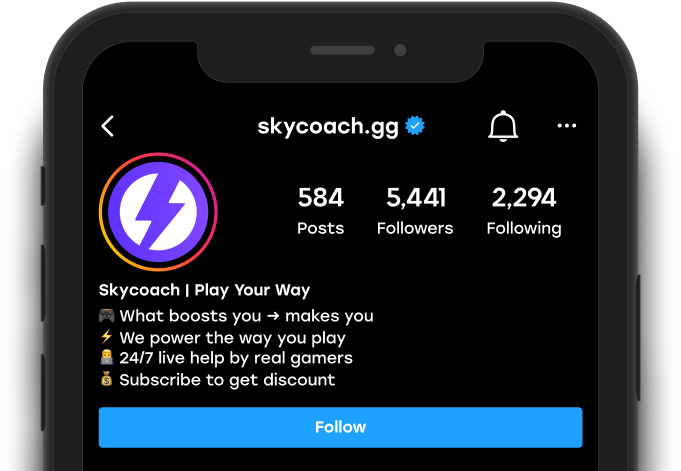 skycoach.gg
584 5,441 2,294
Posts Followers Following
Skycoach | Play Your Way
🎮 What boosts you → makes you
⚡ We power the way you play
👨‍💻 24/7 live help by real gamers
💰 Subscribe to get discount
Follow